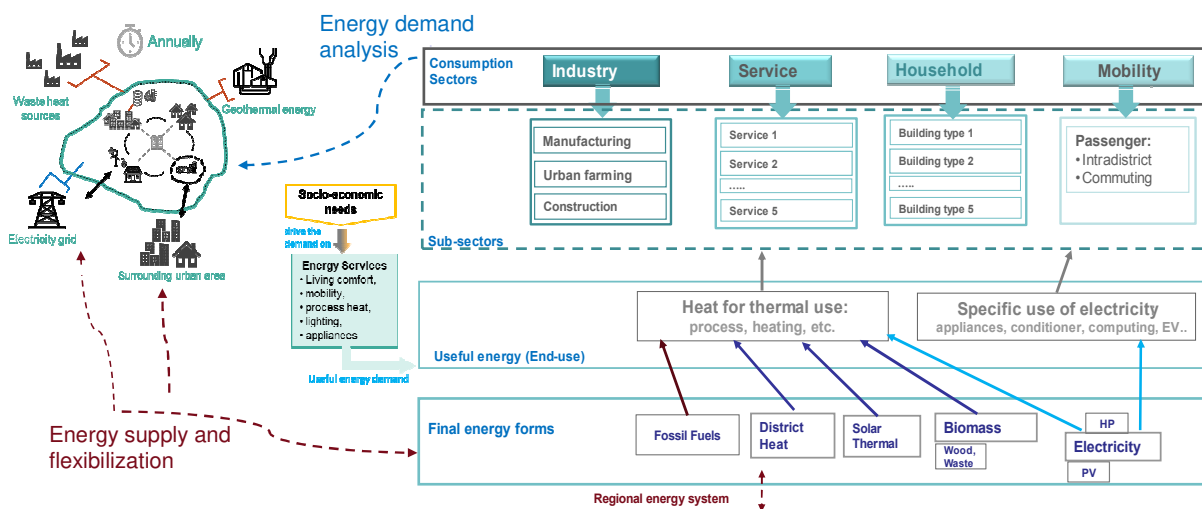 Annually
Waste heat
sources
Geothermal energy
Electricity grid
Surrounding urban area
Energy demand
analysis
Consumption
Sectors
Industry
Service
Household
Mobility
Manufacturing
Urban farming
Construction
Service 1
Service 2
.....
Service 5
Building type 1
Building type 2
.....
Building type 5
Passenger:
•Intradistrict
•Commuting
Sub-sectors
Socio-economic
needs
drive the
demand on
Energy Services
• Living comfort,
• mobility,
• process heat,
• lighting,
• appliances
Useful energy demand
Heat for thermal use:
process, heating, etc.
Specific use of electricity
appliances, conditioner, computing, EV..
Useful energy (End-use)
Energy supply and
flexibilization
Final energy forms
Fossil Fuels
District
Heat
Solar
Thermal
Biomass
Wood,
Waste
HP
Electricity
PV
Regional energy system